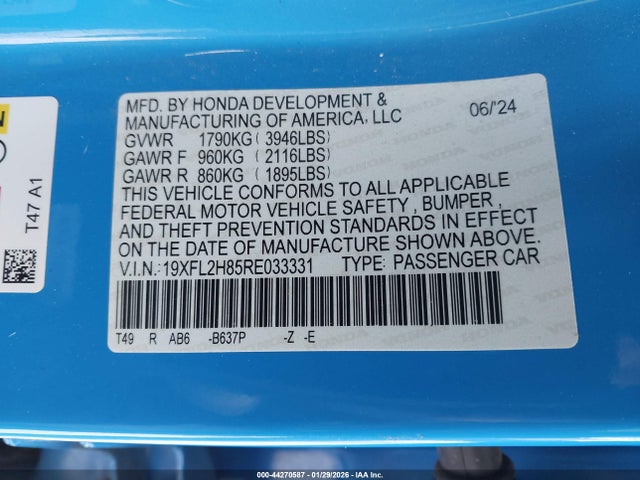 MFD. BY HONDA DEVELOPMENT &
MANUFACTURING OF AMERICA, LLC 06/'24
GVWR 1790KG ( 3946LBS )
GAWR F 960KG ( 2116LBS )
GAWR R 860KG ( 1895LBS )
THIS VEHICLE CONFORMS TO ALL APPLICABLE
FEDERAL MOTOR VEHICLE SAFETY , BUMPER ,
AND THEFT PREVENTION STANDARDS IN EFFECT
ON THE DATE OF MANUFACTURE SHOWN ABOVE.
V.I.N.: 19XFL2H85RE033331 TYPE: PASSENGER CAR
T49 R AB6 -B637P -Z -E
T47 A1
000-44270587 - 01/29/2026 - IAAI.com/US